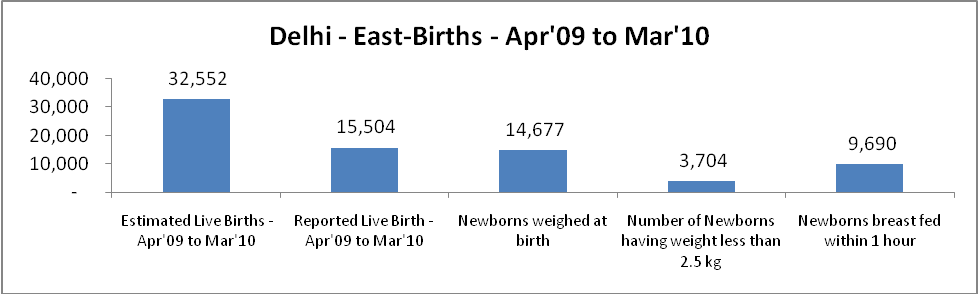 Delhi - East-Births - Apr'09 to Mar'10
40,000
30,000
20,000
10,000
-
32,552
15,504
14,677
3,704
9,690
Estimated Live Births -
Apr'09 to Mar'10
Reported Live Birth -
Apr'09 to Mar'10
Newborns weighed at
birth
Number of Newborns
having weight less than
2.5 kg
Newborns breast fed
within 1 hour